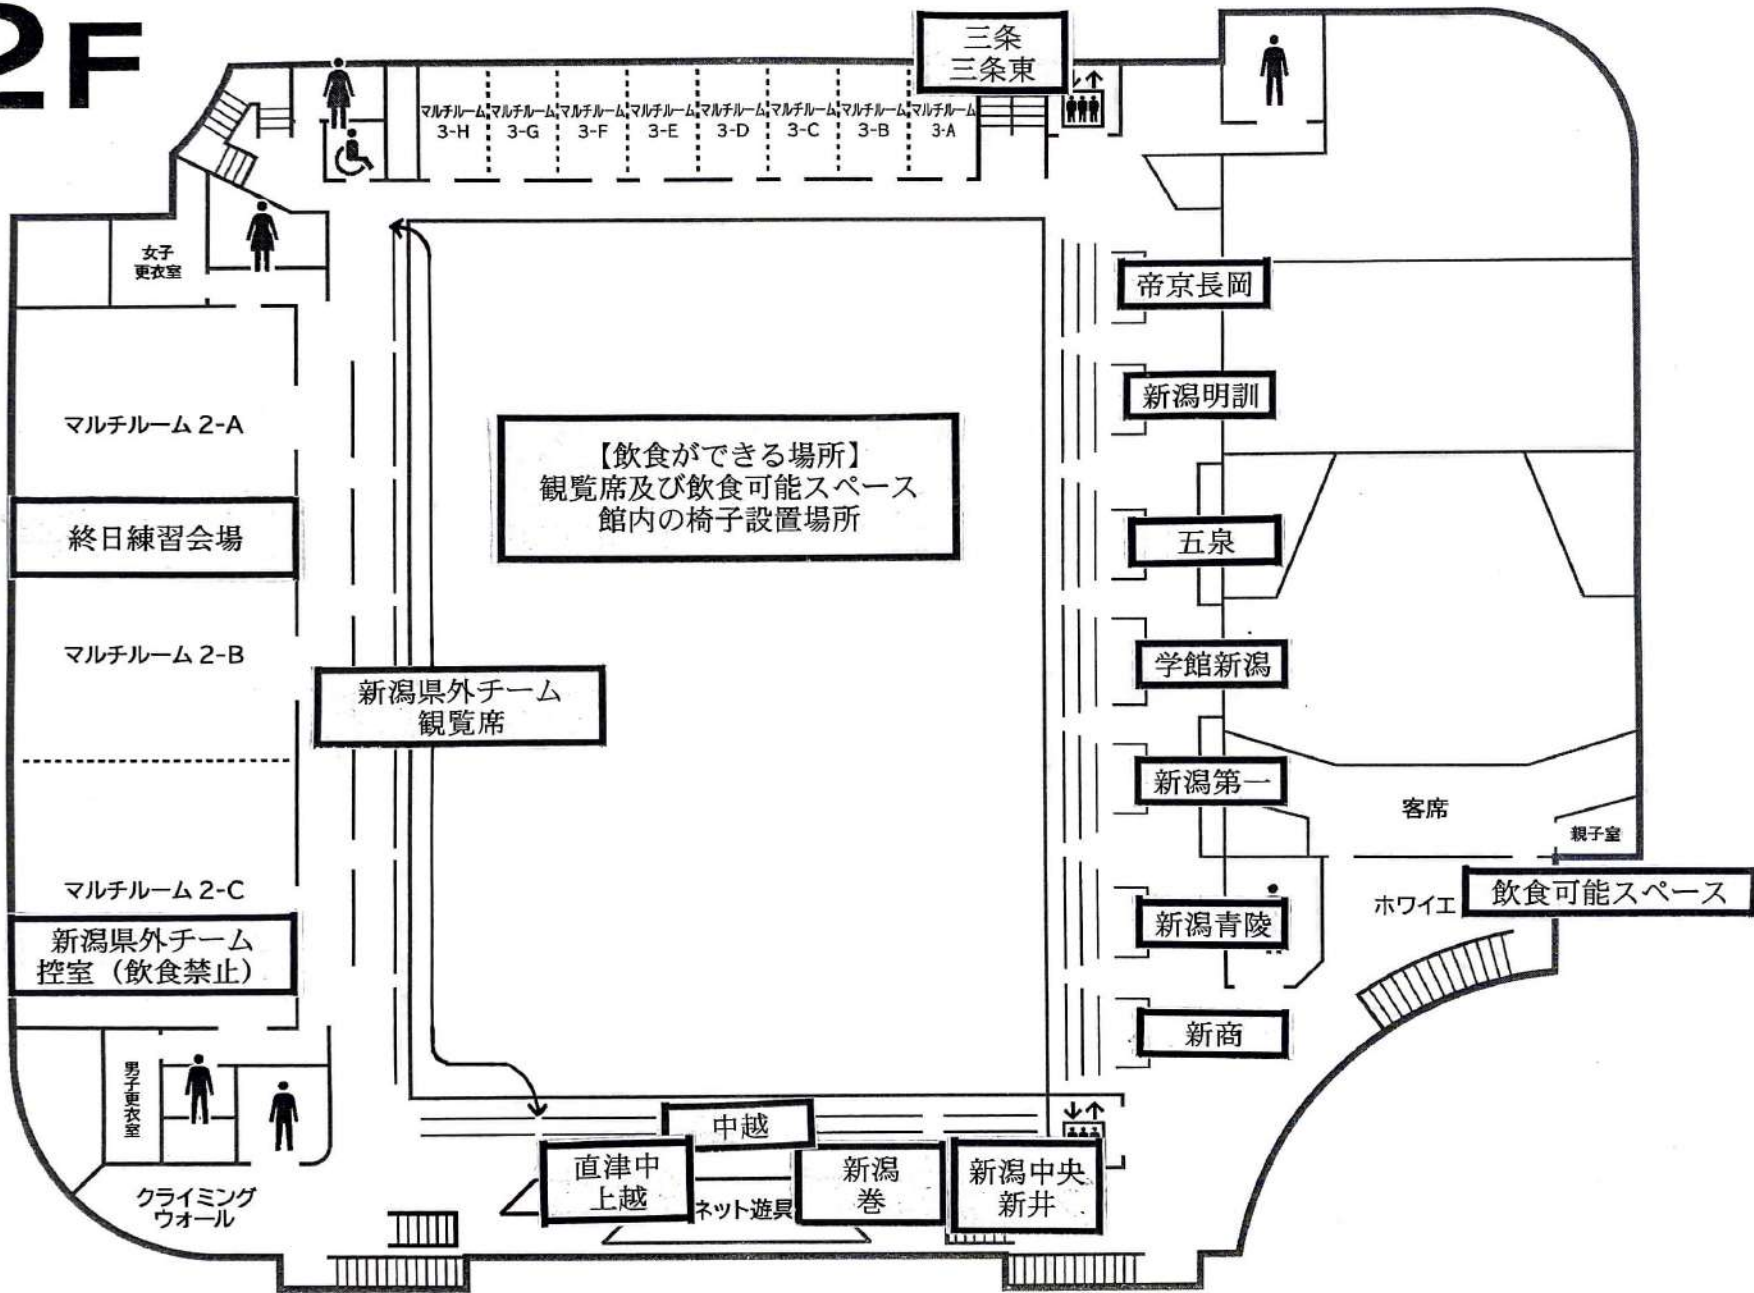 2F
三条
三条東
マルチルーム
3-H
マルチルーム
3-G
マルチルーム
3-F
マルチルーム
3-E
マルチルーム
3-D
マルチルーム
3-C
マルチルーム
3-B
マルチルーム
3-A
女子
更衣室
帝京長岡
新潟明訓
マルチルーム 2-A
【飲食ができる場所】
観覧席及び飲食可能スペース
館内の椅子設置場所
終日練習会場
五泉
マルチルーム 2-B
学館新潟
新潟県外チーム
観覧席
新潟第一
客席
親子室
マルチルーム 2-C
ホワイエ
飲食可能スペース
新潟県外チーム
控室（飲食禁止）
新潟青陵
新商
男子更衣室
中越
直津中
上越
新潟
巻
新潟中央
新井
ネット遊具
クライミング
ウォール